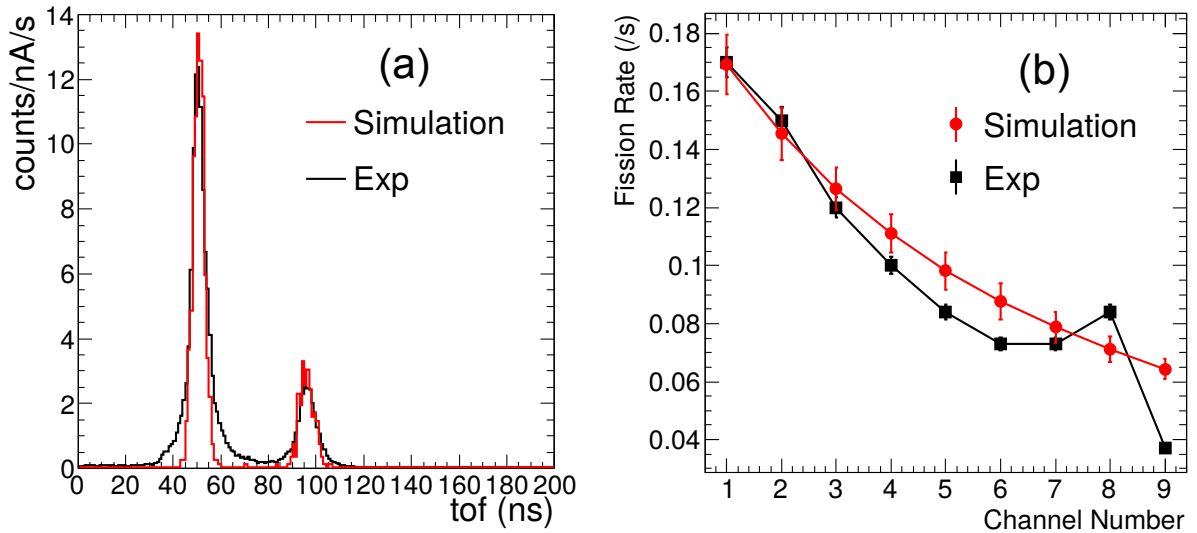 counts/nA/s
14
12
10
8
6
4
2
0
(a)
Simulation
Exp
0 20 40 60 80 100 120 140 160 180 200
tof (ns)
Fission Rate (/s)
0.18
0.16
0.14
0.12
0.1
0.08
0.06
0.04
(b)
Simulation
Exp
1 2 3 4 5 6 7 8 9
Channel Number